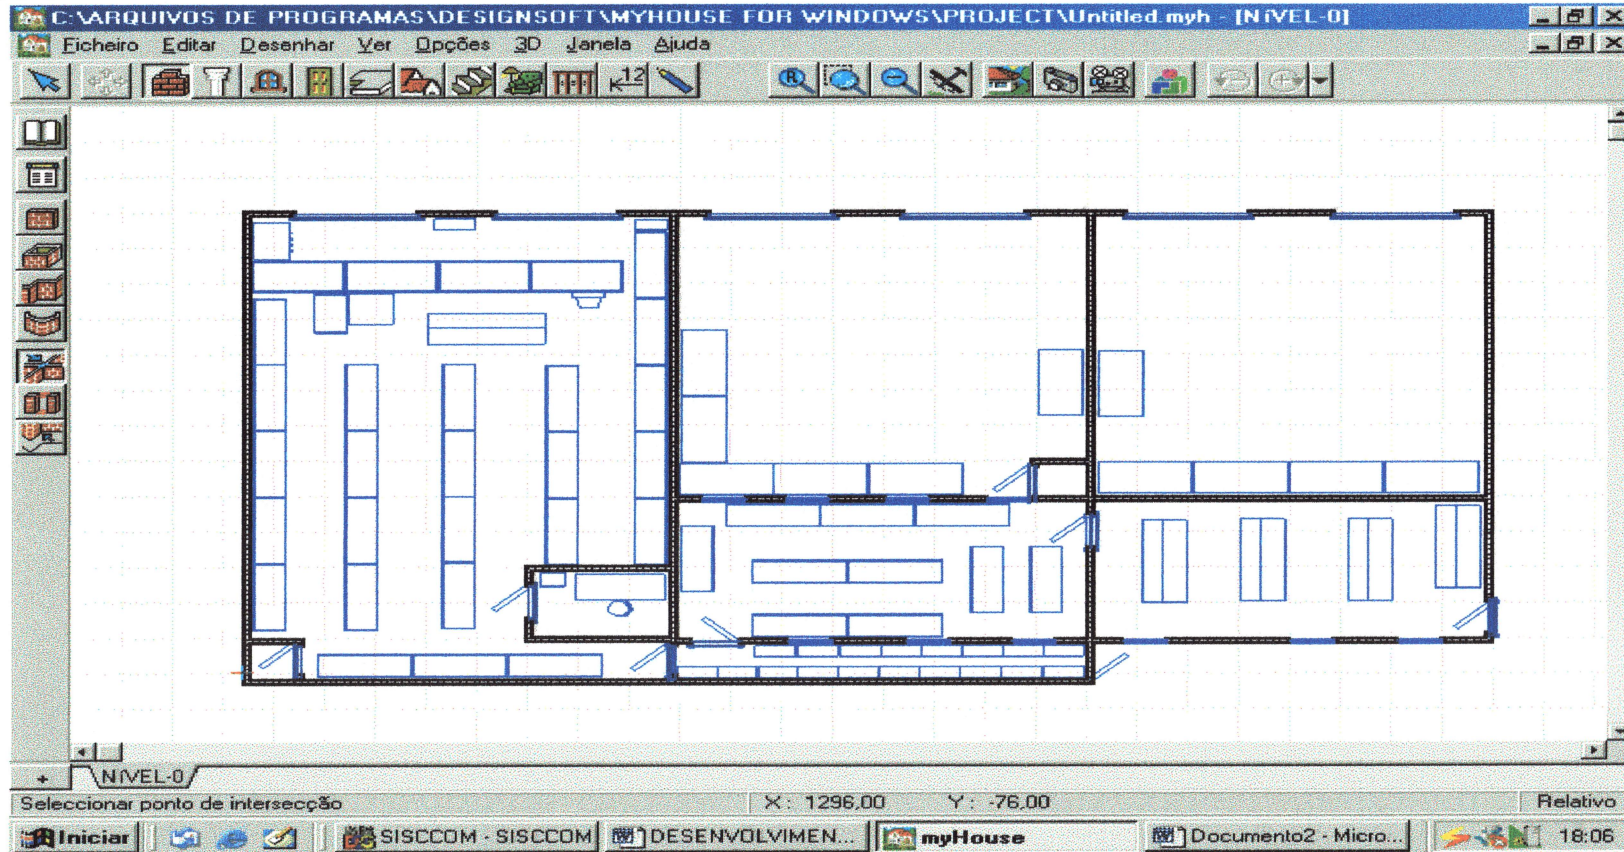 C:\ARQUIVOS DE PROGRAMAS\DESIGNSOFT\MYHOUSE FOR WINDOWS\PROJECT\Untitled.myh - [NíVEL-0]
Ficheiro Editar Desenhar Ver Opções 3D Janela Ajuda
12 R
R
NíVEL-0
Seleccionar ponto de intersecção X: 1296,00 Y: -76,00 Relativo
Iniciar SISCCOM - SISCCOM DESENVOLVIMEN... myHouse Documento2 - Micro... 18:06